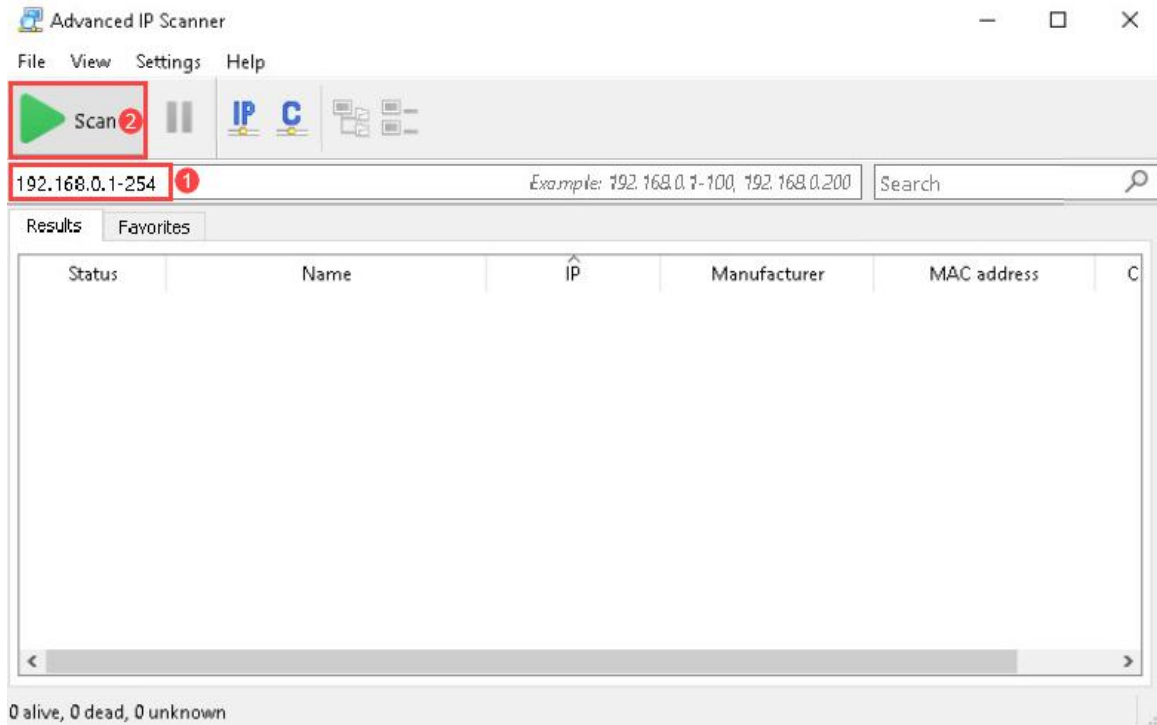 Advanced IP Scanner
File View Settings Help
Scan 2 IP C
192.168.0.1-254 1 Example: 192.168.0.1-100, 192.168.0.200 Search
Results Favorites
Status Name IP Manufacturer MAC address C
0 alive, 0 dead, 0 unknown